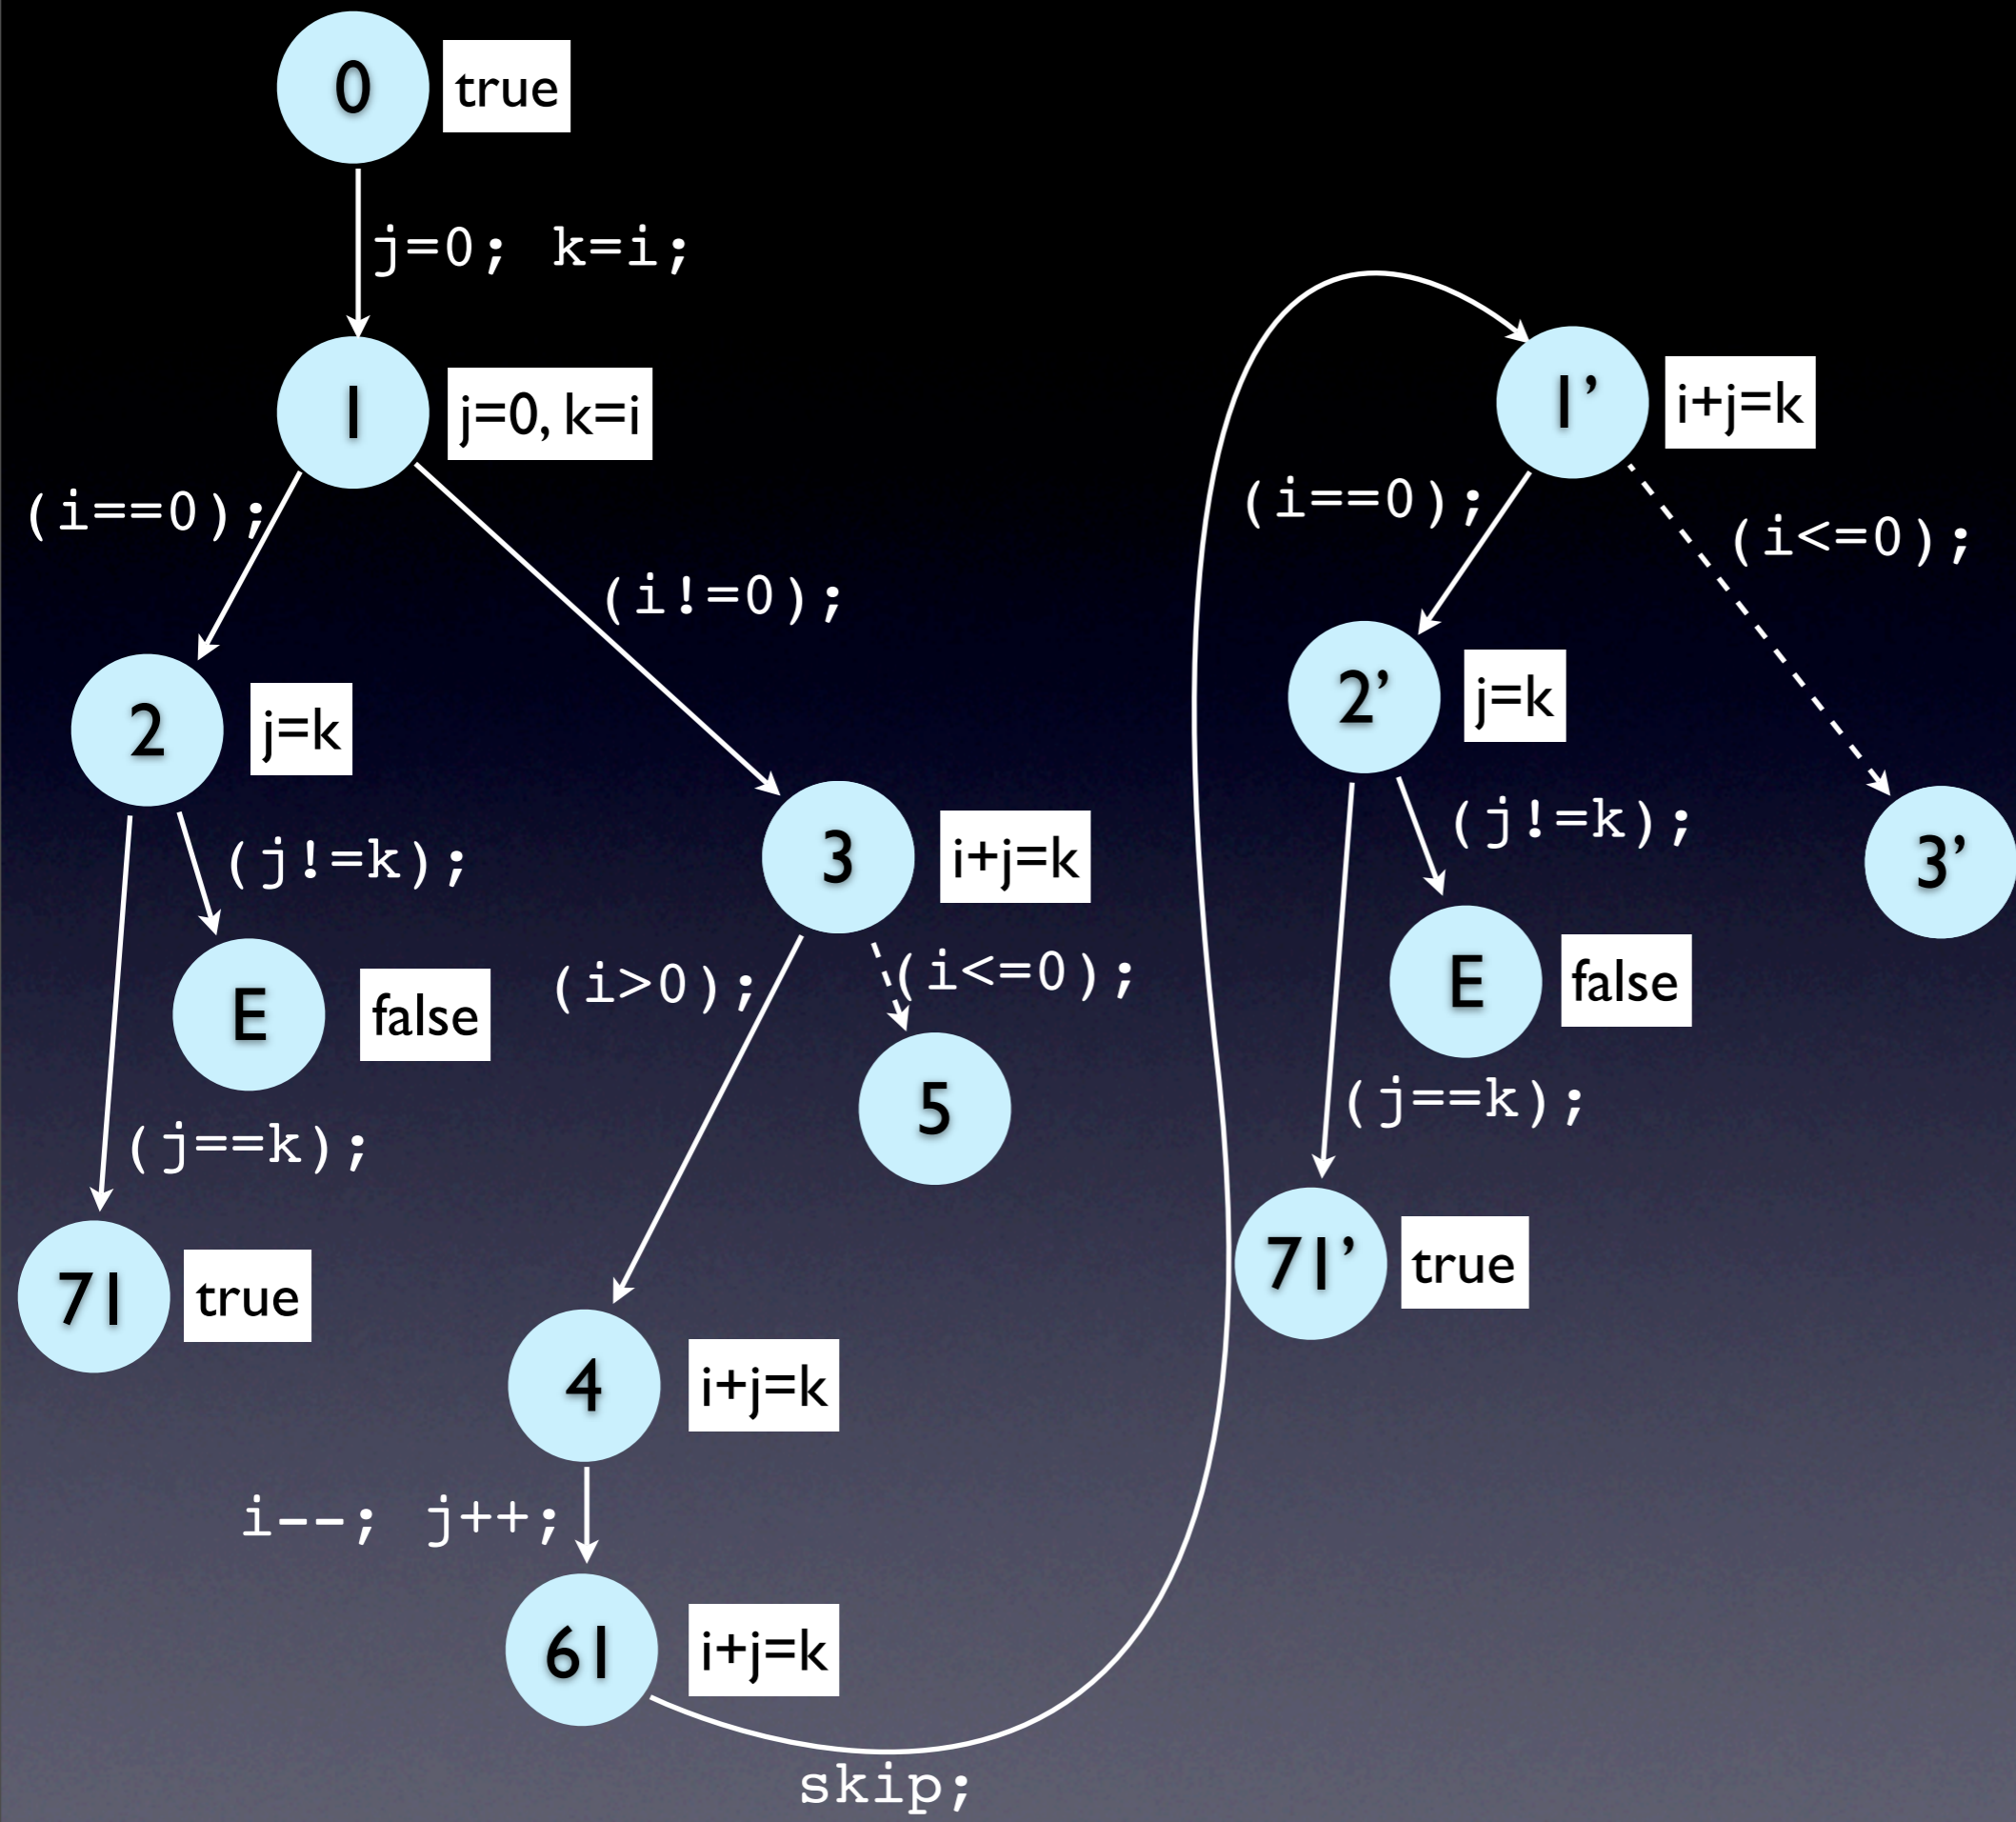 0
true
j=0; k=i;
1
j=0, k=i
1’
i+j=k
(i==0);
(i!=0);
(i==0);
(i<=0);
2
j=k
2’
j=k
(j!=k);
(j!=k);
3
i+j=k
3’
E
false
(i>0);
(i<=0);
E
false
(j==k);
5
(j==k);
71
true
71’
true
4
i+j=k
i--; j++;
61
i+j=k
skip;